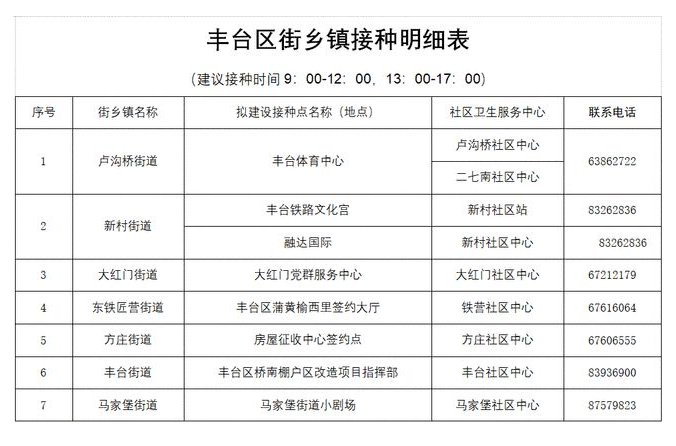 丰台区街乡镇接种明细表
（建议接种时间 9：00-12：00，13：00-17：00）
序号 街乡镇名称 拟建设接种点名称（地点） 社区卫生服务中心 联系电话
1 卢沟桥街道 丰台体育中心 卢沟桥社区中心 63862722
二七南社区中心
2 新村街道 丰台铁路文化宫 新村社区站 83262836
融达国际 新村社区中心 83262836
3 大红门街道 大红门党群服务中心 大红门社区中心 67212179
4 东铁匠营街道 丰台区蒲黄榆西里签约大厅 铁营社区中心 67616064
5 方庄街道 房屋征收中心签约点 方庄社区中心 67606555
6 丰台街道 丰台区桥南棚户区改造项目指挥部 丰台社区中心 83936900
7 马家堡街道 马家堡街道小剧场 马家堡社区中心 87579823